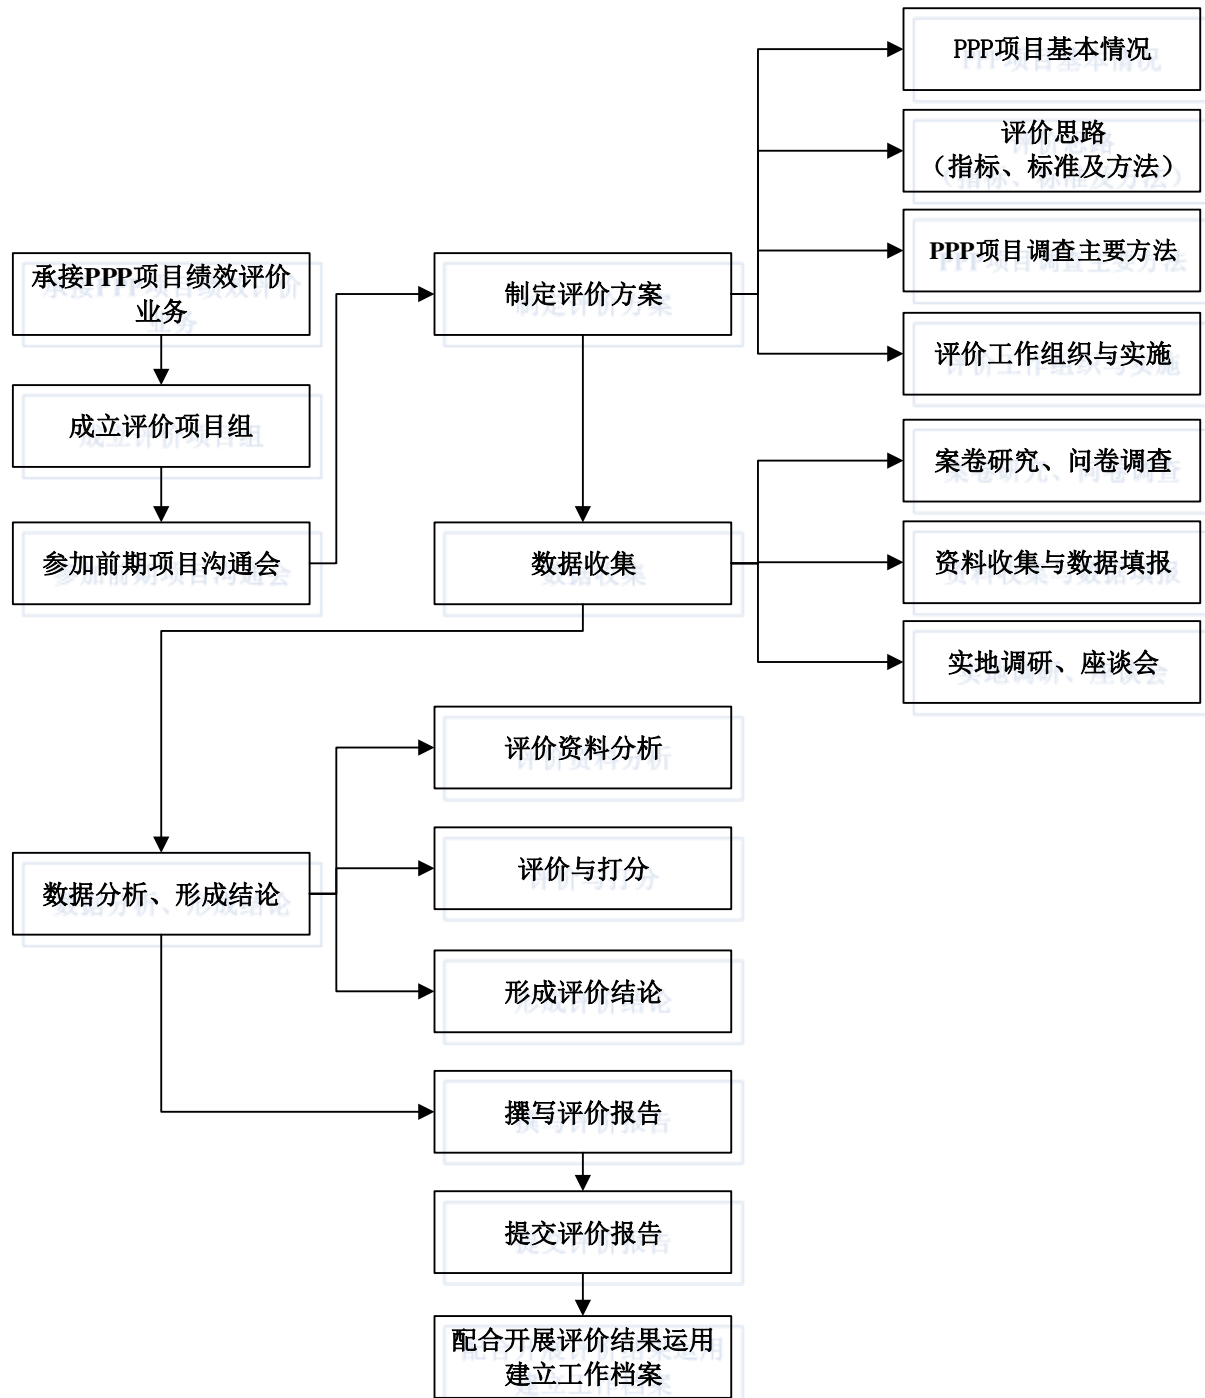 承接PPP项目绩效评价
业务
成立评价项目组
参加前期项目沟通会
制定评价方案
PPP项目基本情况
评价思路
（指标、标准及方法）
PPP项目调查主要方法
评价工作组织与实施
数据收集
案卷研究、问卷调查
资料收集与数据填报
实地调研、座谈会
数据分析、形成结论
评价资料分析
评价与打分
形成评价结论
撰写评价报告
提交评价报告
配合开展评价结果运用
建立工作档案